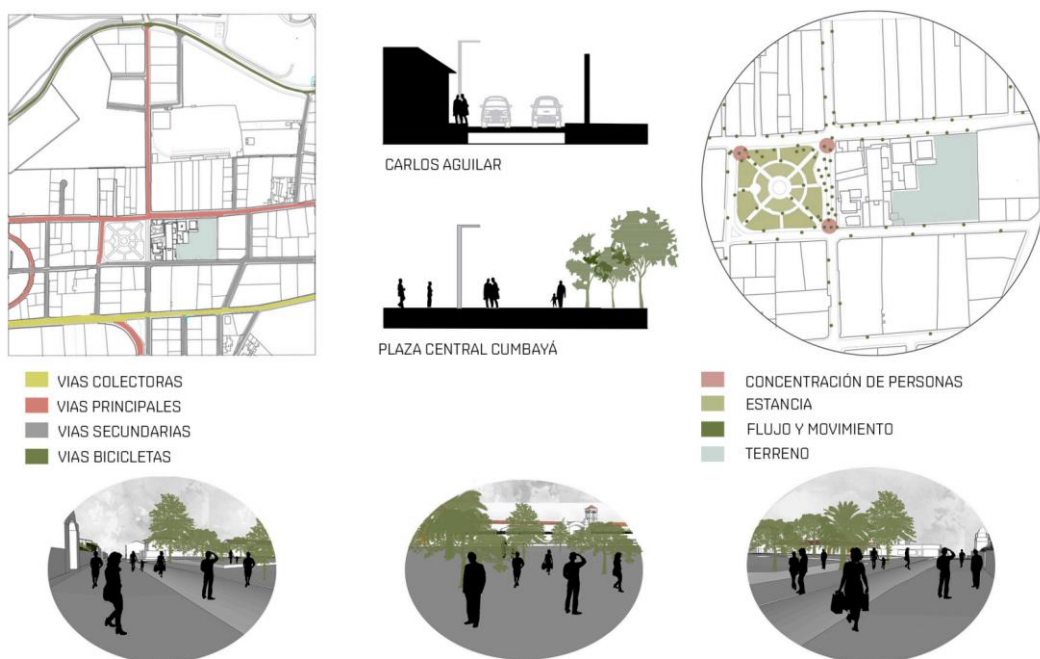 CARLOS AGUILAR
PLAZA CENTRAL CUMBAYÁ
VIAS COLECTORAS
VIAS PRINCIPALES
VIAS SECUNDARIAS
VIAS BICICLETAS
CONCENTRACIÓN DE PERSONAS
ESTANCIA
FLUJO Y MOVIMIENTO
TERRENO